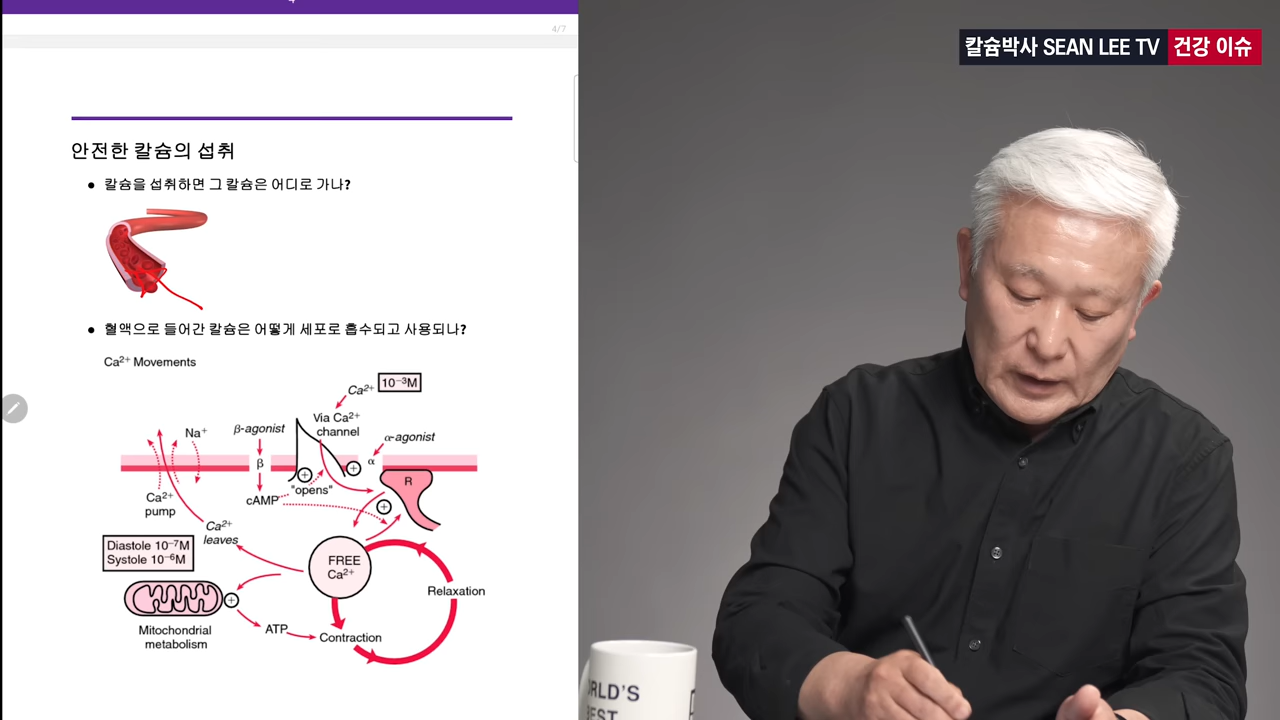 4
4/7
칼슘박사 SEAN LEE TV 건강 이슈
안전한 칼슘의 섭취
● 칼슘을 섭취하면 그 칼슘은 어디로 가나?
● 혈액으로 들어간 칼슘은 어떻게 세포로 흡수되고 사용되나?
Ca²⁺ Movements
Ca²⁺ 10⁻³M
Via Ca²⁺
channel
Na⁺
β-agonist
α-agonist
β
α
+
+
R
"opens"
cAMP
+
Ca²⁺
pump
Ca²⁺
leaves
Diastole 10⁻⁷M
Systole 10⁻⁶M
FREE
Ca²⁺
Relaxation
+
ATP
Contraction
Mitochondrial
metabolism
ORLD'S
BEST